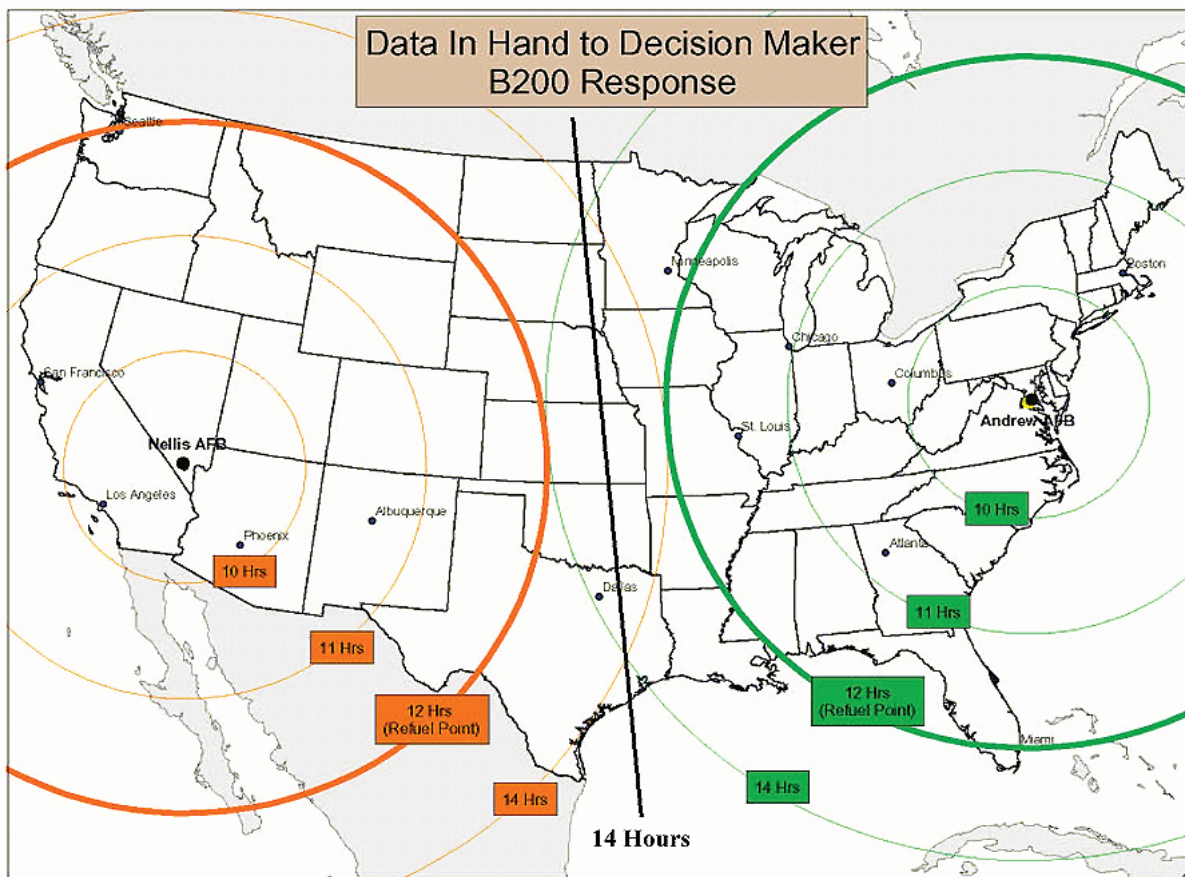 Data In Hand to Decision Maker
B200 Response
Seattle
Minneapolis
Boston
Chicago
San Francisco
Columbus
Andrew AFB
Nellis AFB
St. Louis
Los Angeles
Albuquerque
10 Hrs
Phoenix
Atlanta
10 Hrs
Dallas
11 Hrs
11 Hrs
12 Hrs
(Refuel Point)
12 Hrs
(Refuel Point)
Miami
14 Hrs
14 Hrs
14 Hours